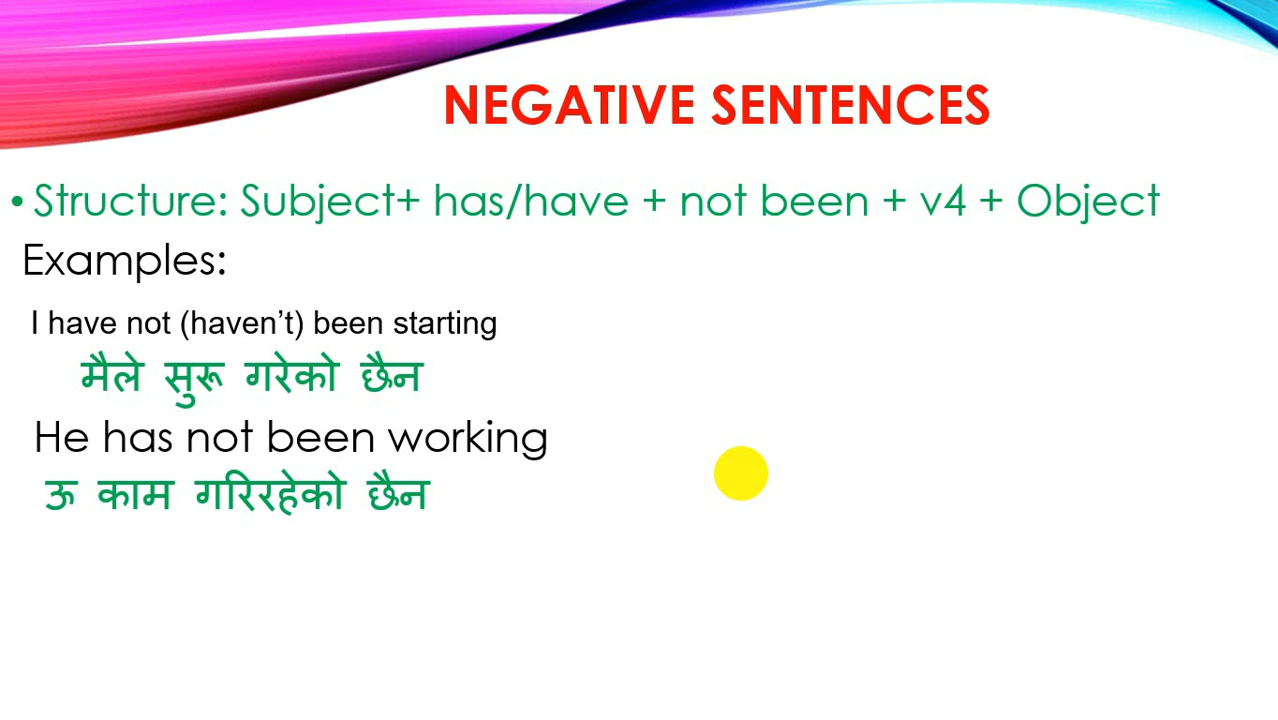 NEGATIVE SENTENCES
• Structure: Subject+ has/have + not been + v4 + Object
Examples:
I have not (haven’t) been starting
मैले सुरू गरेको छैन
He has not been working
ऊ काम गरिरहेको छैन